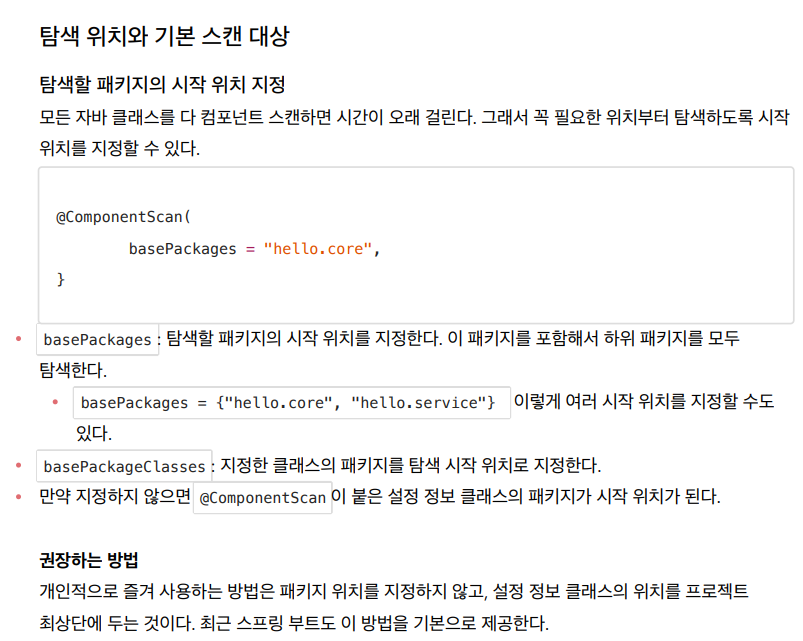 탐색 위치와 기본 스캔 대상
탐색할 패키지의 시작 위치 지정
모든 자바 클래스를 다 컴포넌트 스캔하면 시간이 오래 걸린다. 그래서 꼭 필요한 위치부터 탐색하도록 시작
위치를 지정할 수 있다.
@ComponentScan(
basePackages = "hello.core",
}
basePackages : 탐색할 패키지의 시작 위치를 지정한다. 이 패키지를 포함해서 하위 패키지를 모두
탐색한다.
basePackages = {"hello.core", "hello.service"} 이렇게 여러 시작 위치를 지정할 수도
있다.
basePackageClasses : 지정한 클래스의 패키지를 탐색 시작 위치로 지정한다.
만약 지정하지 않으면 @ComponentScan 이 붙은 설정 정보 클래스의 패키지가 시작 위치가 된다.
권장하는 방법
개인적으로 즐겨 사용하는 방법은 패키지 위치를 지정하지 않고, 설정 정보 클래스의 위치를 프로젝트
최상단에 두는 것이다. 최근 스프링 부트도 이 방법을 기본으로 제공한다.